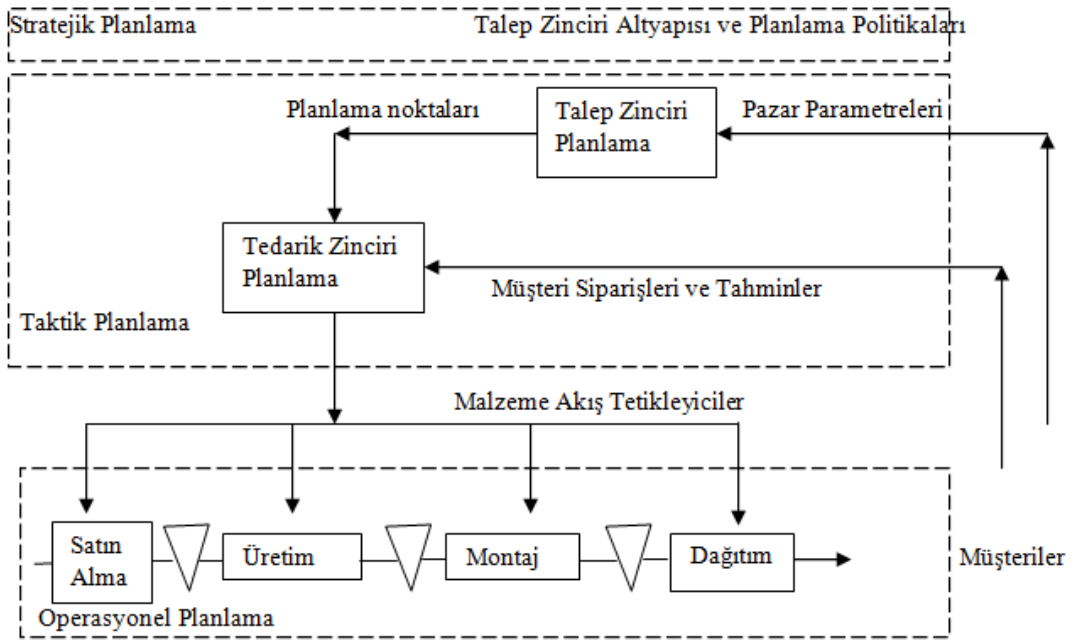 Stratejik Planlama
Talep Zinciri Altyapısı ve Planlama Politikaları
Planlama noktaları
Talep Zinciri
Planlama
Pazar Parametreleri
Tedarik Zinciri
Planlama
Müşteri Siparişleri ve Tahminler
Taktik Planlama
Malzeme Akış Tetikleyiciler
Satın
Alma
Üretim
Montaj
Dağıtım
Müşteriler
Operasyonel Planlama